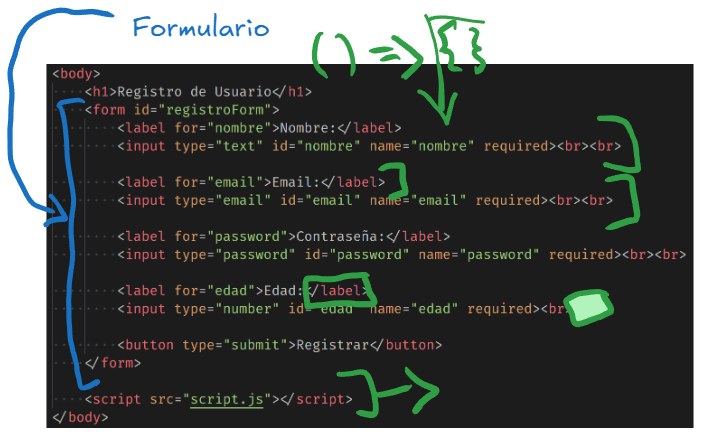 Formulario
() => {}
<body>
<h1>Registro de Usuario</h1>
<form id="registroForm">
<label for="nombre">Nombre:</label>
<input type="text" id="nombre" name="nombre" required><br><br>
<label for="email">Email:</label>
<input type="email" id="email" name="email" required><br><br>
<label for="password">Contraseña:</label>
<input type="password" id="password" name="password" required><br><br>
<label for="edad">Edad:</label>
<input type="number" id="edad" name="edad" required><br>
<button type="submit">Registrar</button>
</form>
<script src="script.js"></script>
</body>